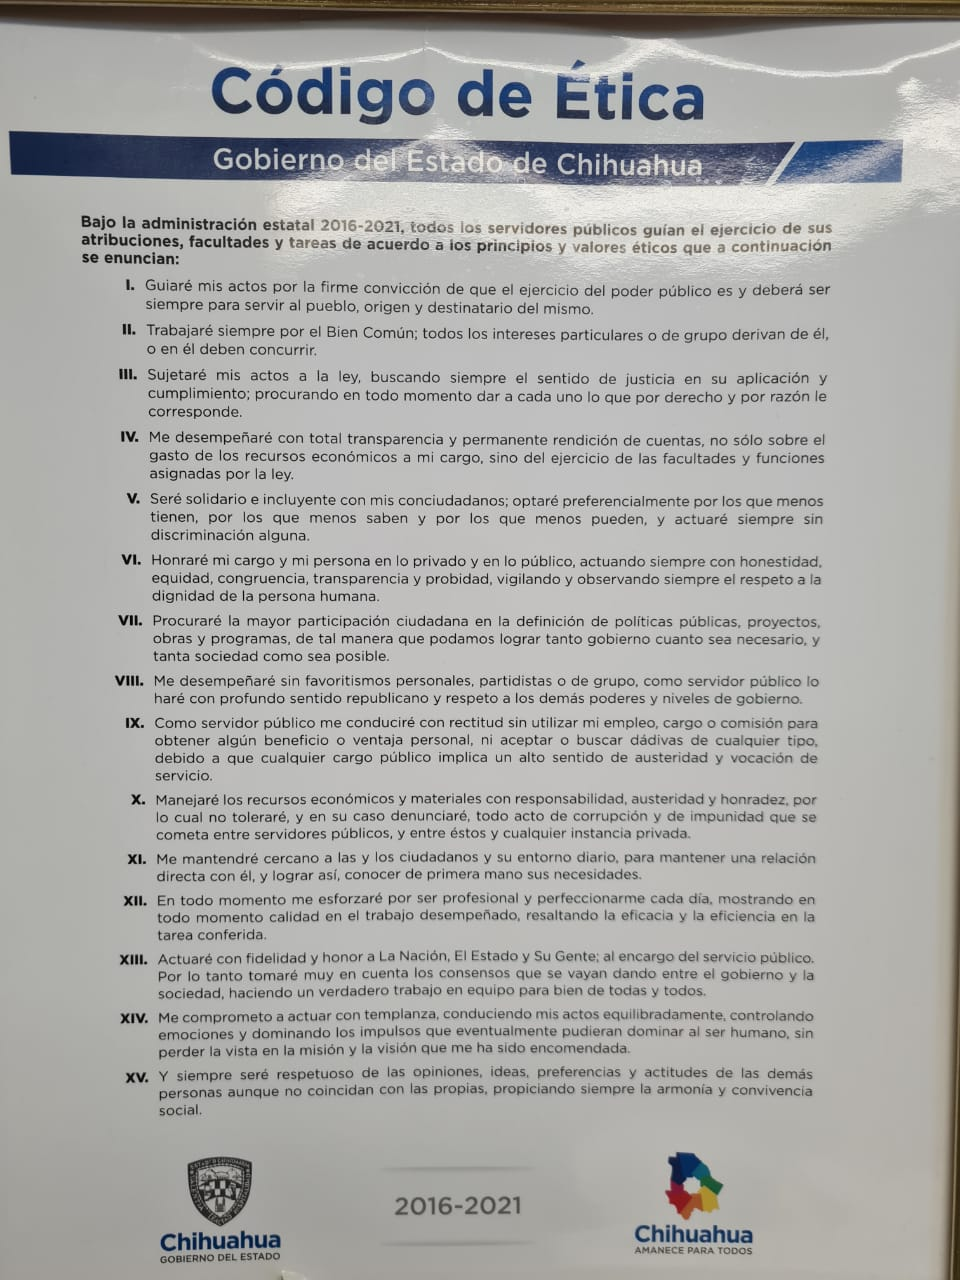 Código de Ética
Gobierno del Estado de Chihuahua
Bajo la administración estatal 2016-2021, todos los servidores públicos guían el ejercicio de sus
atribuciones, facultades y tareas de acuerdo a los principios y valores éticos que a continuación
se enuncian:
I. Guiaré mis actos por la firme convicción de que el ejercicio del poder público es y deberá ser
siempre para servir al pueblo, origen y destinatario del mismo.
II. Trabajaré siempre por el Bien Común; todos los intereses particulares o de grupo derivan de él,
o en él deben concurrir.
III. Sujetaré mis actos a la ley, buscando siempre el sentido de justicia en su aplicación y
cumplimiento; procurando en todo momento dar a cada uno lo que por derecho y por razón le
corresponde.
IV. Me desempeñaré con total transparencia y permanente rendición de cuentas, no sólo sobre el
gasto de los recursos económicos a mi cargo, sino del ejercicio de las facultades y funciones
asignadas por la ley.
V. Seré solidario e incluyente con mis conciudadanos; optaré preferencialmente por los que menos
tienen, por los que menos saben y por los que menos pueden, y actuaré siempre sin
discriminación alguna.
VI. Honraré mi cargo y mi persona en lo privado y en lo público, actuando siempre con honestidad,
equidad, congruencia, transparencia y probidad, vigilando y observando siempre el respeto a la
dignidad de la persona humana.
VII. Procuraré la mayor participación ciudadana en la definición de políticas públicas, proyectos,
obras y programas, de tal manera que podamos lograr tanto gobierno cuanto sea necesario, y
tanta sociedad como sea posible.
VIII. Me desempeñaré sin favoritismos personales, partidistas o de grupo, como servidor público lo
haré con profundo sentido republicano y respeto a los demás poderes y niveles de gobierno.
IX. Como servidor público me conduciré con rectitud sin utilizar mi empleo, cargo o comisión para
obtener algún beneficio o ventaja personal, ni aceptar o buscar dádivas de cualquier tipo,
debido a que cualquier cargo público implica un alto sentido de austeridad y vocación de
servicio.
X. Manejaré los recursos económicos y materiales con responsabilidad, austeridad y honradez, por
lo cual no toleraré, y en su caso denunciaré, todo acto de corrupción y de impunidad que se
cometa entre servidores públicos, y entre éstos y cualquier instancia privada.
XI. Me mantendré cercano a las y los ciudadanos y su entorno diario, para mantener una relación
directa con él, y lograr así, conocer de primera mano sus necesidades.
XII. En todo momento me esforzaré por ser profesional y perfeccionarme cada día, mostrando en
todo momento calidad en el trabajo desempeñado, resaltando la eficacia y la eficiencia en la
tarea conferida.
XIII. Actuaré con fidelidad y honor a La Nación, El Estado y Su Gente; al encargo del servicio público.
Por lo tanto tomaré muy en cuenta los consensos que se vayan dando entre el gobierno y la
sociedad, haciendo un verdadero trabajo en equipo para bien de todas y todos.
XIV. Me comprometo a actuar con templanza, conduciendo mis actos equilibradamente, controlando
emociones y dominando los impulsos que eventualmente pudieran dominar al ser humano, sin
perder la vista en la misión y la visión que me ha sido encomendada.
XV. Y siempre seré respetuoso de las opiniones, ideas, preferencias y actitudes de las demás
personas aunque no coincidan con las propias, propiciando siempre la armonía y convivencia
social.
Chihuahua
GOBIERNO DEL ESTADO
2016-2021
Chihuahua
AMANECE PARA TODOS